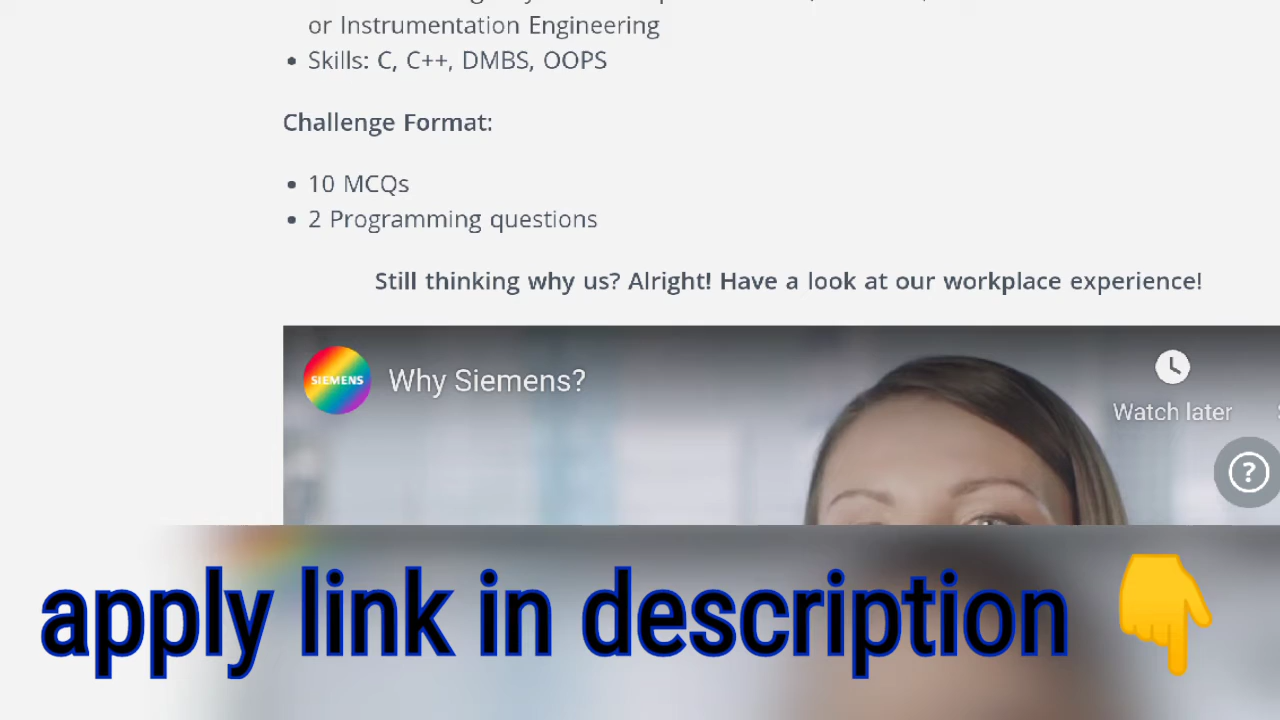 or Instrumentation Engineering
• Skills: C, C++, DMBS, OOPS
Challenge Format:
• 10 MCQs
• 2 Programming questions
Still thinking why us? Alright! Have a look at our workplace experience!
SIEMENS
Why Siemens?
Watch later
?
apply link in description